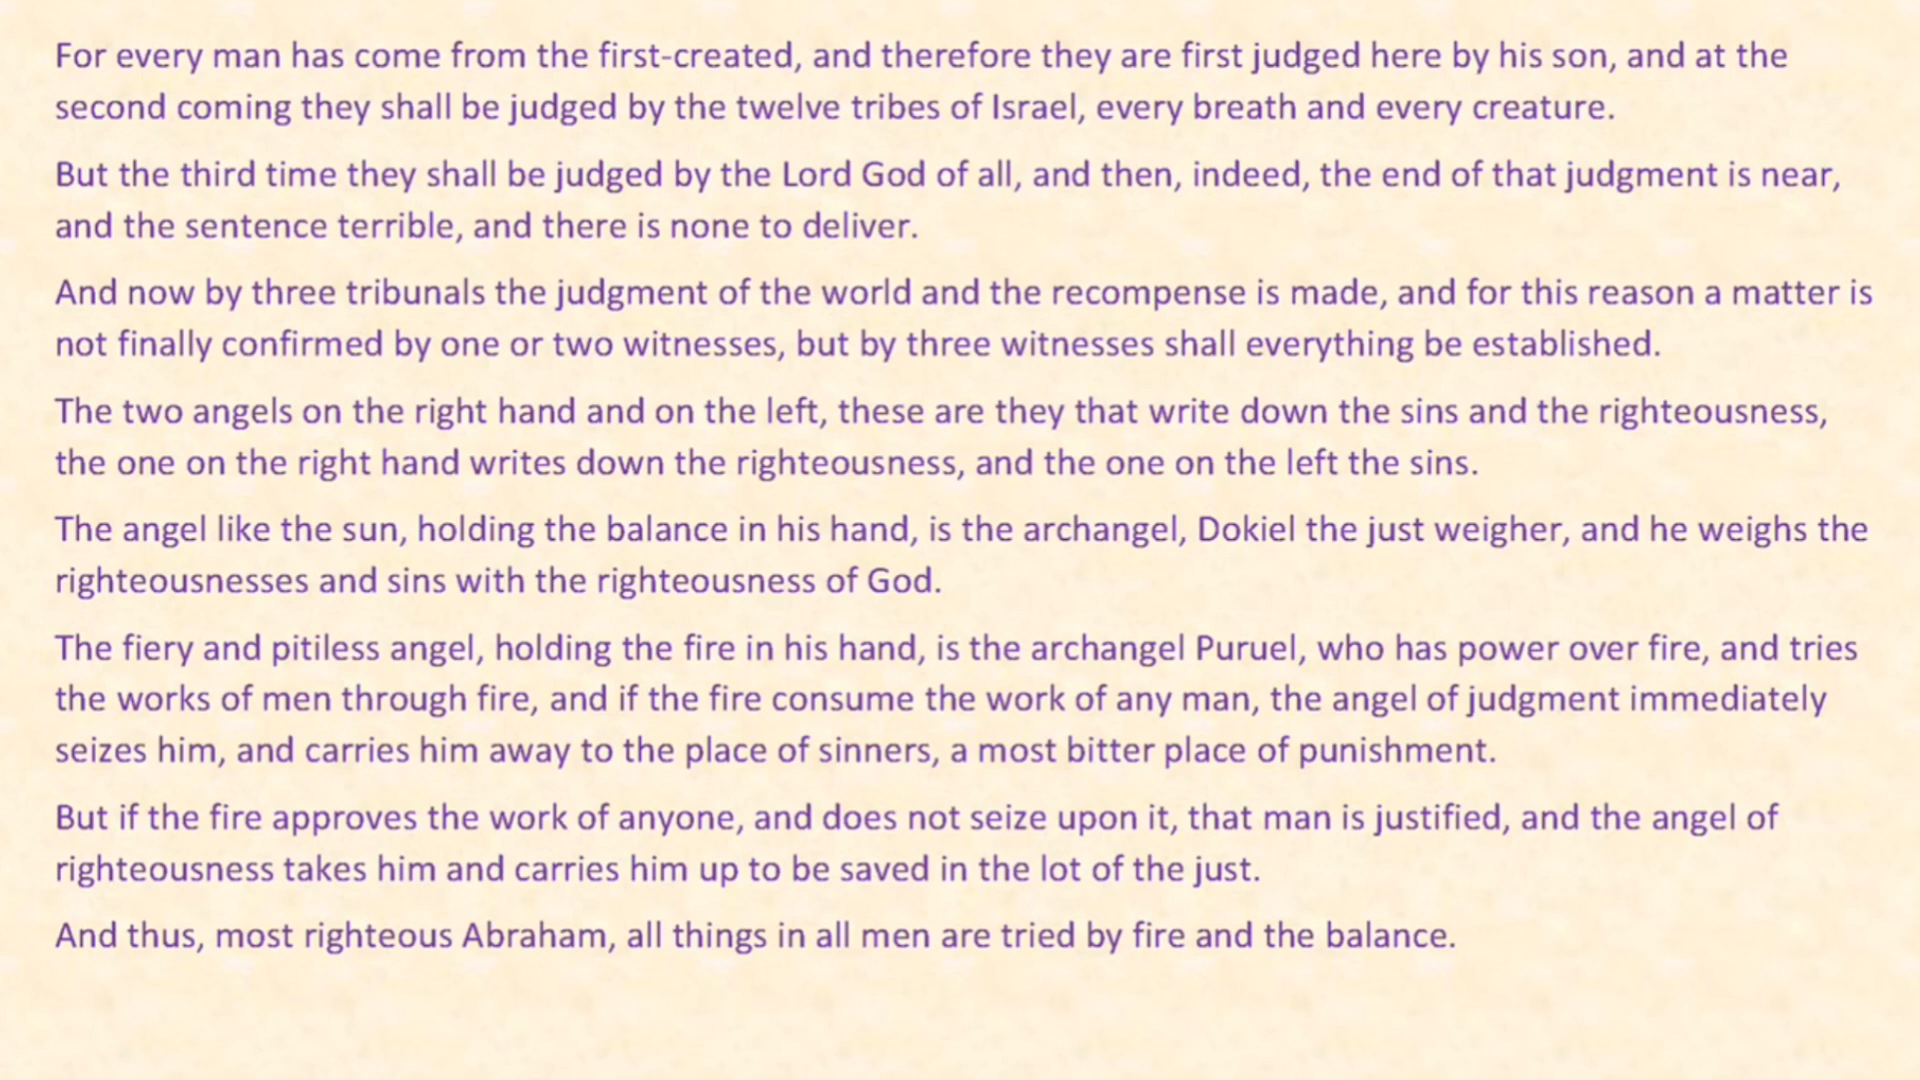 For every man has come from the first-created, and therefore they are first judged here by his son, and at the
second coming they shall be judged by the twelve tribes of Israel, every breath and every creature.
But the third time they shall be judged by the Lord God of all, and then, indeed, the end of that judgment is near,
and the sentence terrible, and there is none to deliver.
And now by three tribunals the judgment of the world and the recompense is made, and for this reason a matter is
not finally confirmed by one or two witnesses, but by three witnesses shall everything be established.
The two angels on the right hand and on the left, these are they that write down the sins and the righteousness,
the one on the right hand writes down the righteousness, and the one on the left the sins.
The angel like the sun, holding the balance in his hand, is the archangel, Dokiel the just weigher, and he weighs the
righteousnesses and sins with the righteousness of God.
The fiery and pitiless angel, holding the fire in his hand, is the archangel Puruel, who has power over fire, and tries
the works of men through fire, and if the fire consume the work of any man, the angel of judgment immediately
seizes him, and carries him away to the place of sinners, a most bitter place of punishment.
But if the fire approves the work of anyone, and does not seize upon it, that man is justified, and the angel of
righteousness takes him and carries him up to be saved in the lot of the just.
And thus, most righteous Abraham, all things in all men are tried by fire and the balance.